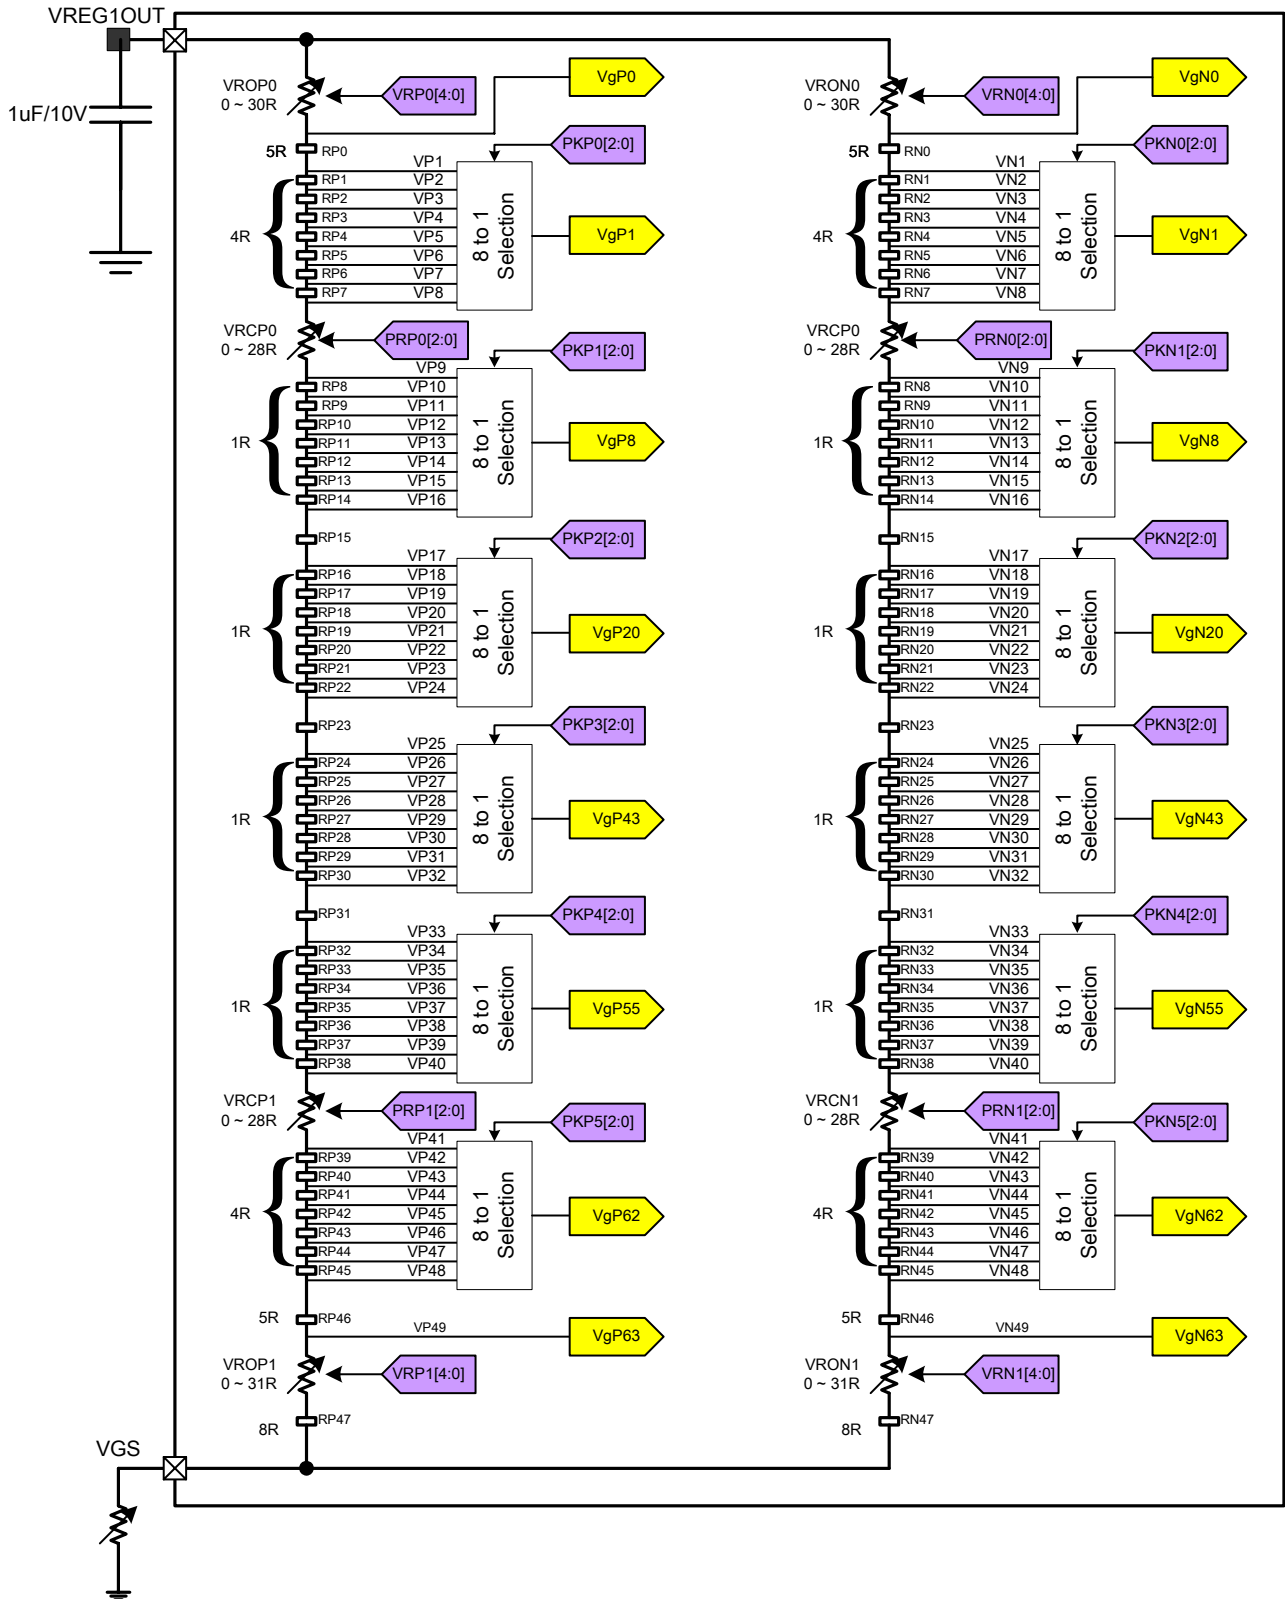 VREG1OUT
1uF/10V
VROP0
0 ~ 30R
VRP0[4:0]
VgP0
5R
RP0
PKP0[2:0]
VP1
RP1
VP2
RP2
VP3
RP3
VP4
4R
RP4
VP5
RP5
VP6
RP6
VP7
RP7
VP8
8 to 1
Selection
VgP1
VRCP0
0 ~ 28R
PRP0[2:0]
PKP1[2:0]
VP9
RP8
VP10
RP9
VP11
RP10
VP12
1R
RP11
VP13
RP12
VP14
RP13
VP15
RP14
VP16
8 to 1
Selection
VgP8
RP15
PKP2[2:0]
VP17
RP16
VP18
RP17
VP19
RP18
VP20
1R
RP19
VP21
RP20
VP22
RP21
VP23
RP22
VP24
8 to 1
Selection
VgP20
RP23
PKP3[2:0]
VP25
RP24
VP26
RP25
VP27
RP26
VP28
1R
RP27
VP29
RP28
VP30
RP29
VP31
RP30
VP32
8 to 1
Selection
VgP43
RP31
PKP4[2:0]
VP33
RP32
VP34
RP33
VP35
RP34
VP36
1R
RP35
VP37
RP36
VP38
RP37
VP39
RP38
VP40
8 to 1
Selection
VgP55
VRCP1
0 ~ 28R
PRP1[2:0]
PKP5[2:0]
VP41
RP39
VP42
RP40
VP43
RP41
VP44
4R
RP42
VP45
RP43
VP46
RP44
VP47
RP45
VP48
8 to 1
Selection
VgP62
5R
RP46
VP49
VgP63
VROP1
0 ~ 31R
VRP1[4:0]
RP47
8R
VGS
VRON0
0 ~ 30R
VRN0[4:0]
VgN0
5R
RN0
PKN0[2:0]
VN1
RN1
VN2
RN2
VN3
RN3
VN4
4R
RN4
VN5
RN5
VN6
RN6
VN7
RN7
VN8
8 to 1
Selection
VgN1
VRCP0
0 ~ 28R
PRN0[2:0]
PKN1[2:0]
VN9
RN8
VN10
RN9
VN11
RN10
VN12
1R
RN11
VN13
RN12
VN14
RN13
VN15
RN14
VN16
8 to 1
Selection
VgN8
RN15
PKN2[2:0]
VN17
RN16
VN18
RN17
VN19
RN18
VN20
1R
RN19
VN21
RN20
VN22
RN21
VN23
RN22
VN24
8 to 1
Selection
VgN20
RN23
PKN3[2:0]
VN25
RN24
VN26
RN25
VN27
RN26
VN28
1R
RN27
VN29
RN28
VN30
RN29
VN31
RN30
VN32
8 to 1
Selection
VgN43
RN31
PKN4[2:0]
VN33
RN32
VN34
RN33
VN35
RN34
VN36
1R
RN35
VN37
RN36
VN38
RN37
VN39
RN38
VN40
8 to 1
Selection
VgN55
VRCN1
0 ~ 28R
PRN1[2:0]
PKN5[2:0]
VN41
RN39
VN42
RN40
VN43
RN41
VN44
4R
RN42
VN45
RN43
VN46
RN44
VN47
RN45
VN48
8 to 1
Selection
VgN62
5R
RN46
VN49
VgN63
VRON1
0 ~ 31R
VRN1[4:0]
RN47
8R